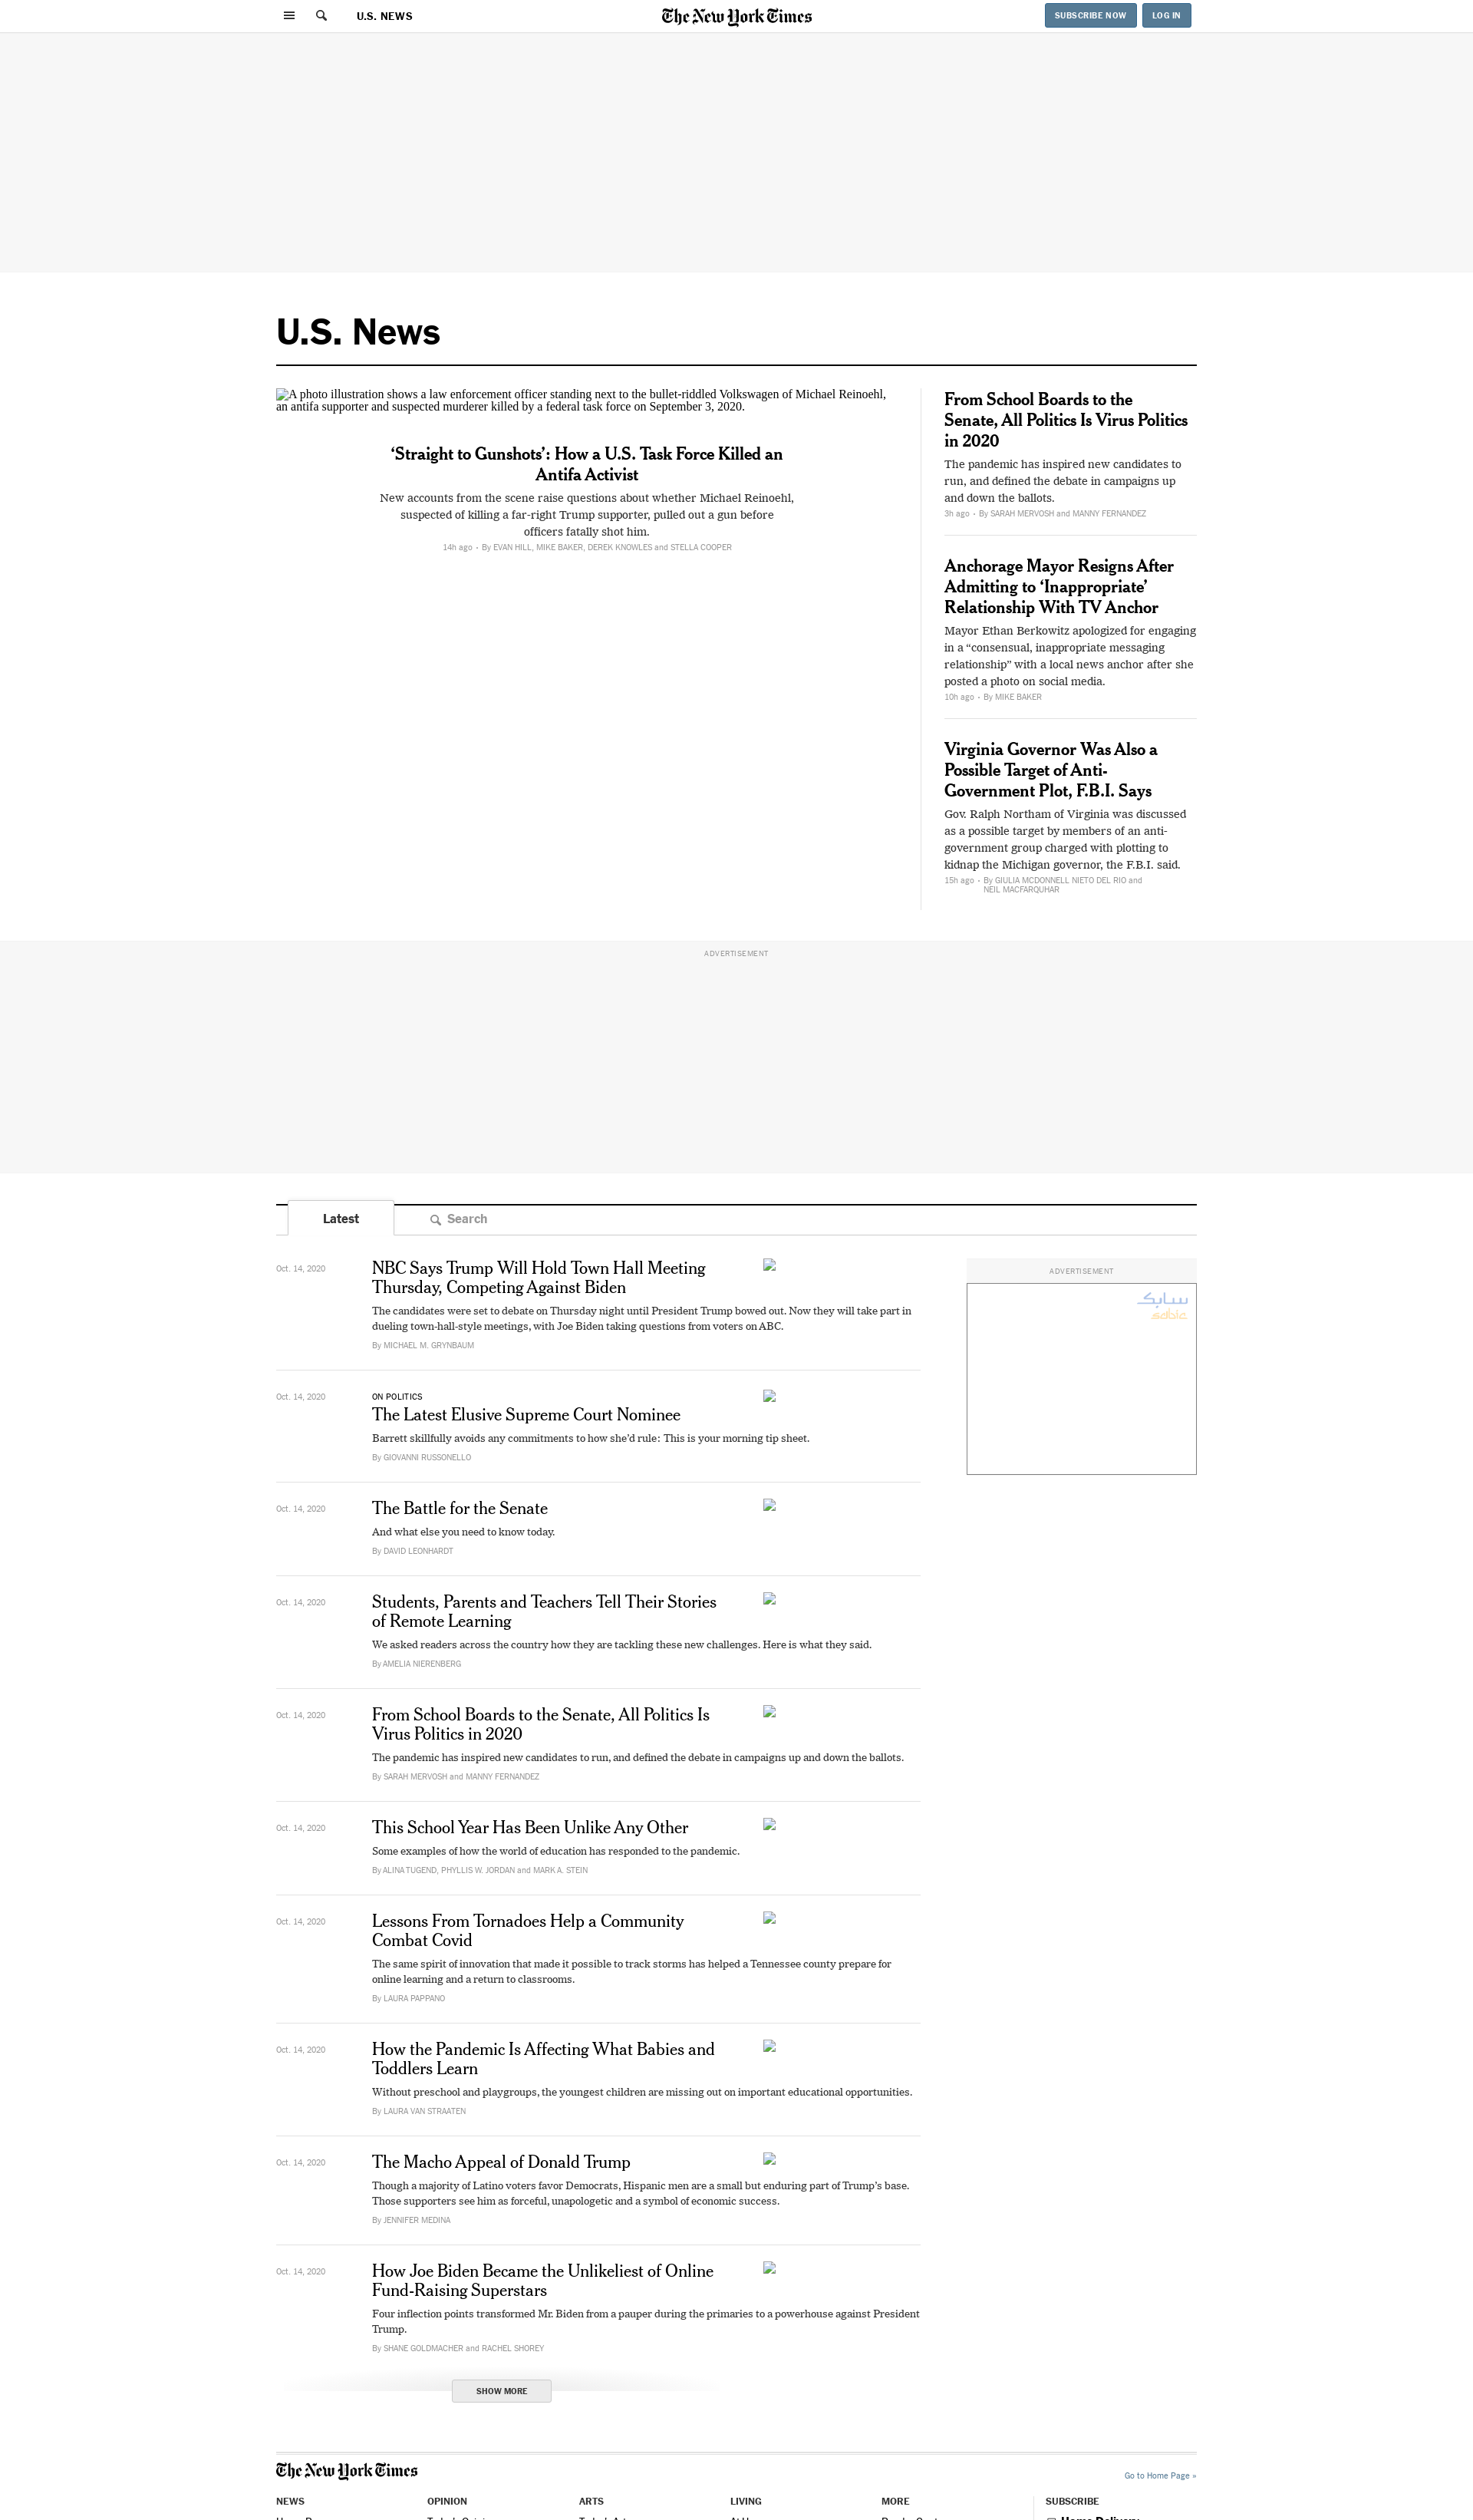 U.S. NEWS
The New York Times
SUBSCRIBE NOW
LOG IN
U.S. News
A photo illustration shows a law enforcement officer standing next to the bullet-riddled Volkswagen of Michael Reinoehl,
an antifa supporter and suspected murderer killed by a federal task force on September 3, 2020.
‘Straight to Gunshots’: How a U.S. Task Force Killed an
Antifa Activist
New accounts from the scene raise questions about whether Michael Reinoehl,
suspected of killing a far-right Trump supporter, pulled out a gun before
officers fatally shot him.
14h ago • By EVAN HILL, MIKE BAKER, DEREK KNOWLES and STELLA COOPER
From School Boards to the
Senate, All Politics Is Virus Politics
in 2020
The pandemic has inspired new candidates to
run, and defined the debate in campaigns up
and down the ballots.
3h ago • By SARAH MERVOSH and MANNY FERNANDEZ
Anchorage Mayor Resigns After
Admitting to ‘Inappropriate’
Relationship With TV Anchor
Mayor Ethan Berkowitz apologized for engaging
in a “consensual, inappropriate messaging
relationship” with a local news anchor after she
posted a photo on social media.
10h ago • By MIKE BAKER
Virginia Governor Was Also a
Possible Target of Anti-
Government Plot, F.B.I. Says
Gov. Ralph Northam of Virginia was discussed
as a possible target by members of an anti-
government group charged with plotting to
kidnap the Michigan governor, the F.B.I. said.
15h ago • By GIULIA MCDONNELL NIETO DEL RIO and
NEIL MACFARQUHAR
ADVERTISEMENT
Latest
Search
Oct. 14, 2020
NBC Says Trump Will Hold Town Hall Meeting
Thursday, Competing Against Biden
The candidates were set to debate on Thursday night until President Trump bowed out. Now they will take part in
dueling town-hall-style meetings, with Joe Biden taking questions from voters on ABC.
By MICHAEL M. GRYNBAUM
ADVERTISEMENT
سابك
sabic
Oct. 14, 2020
ON POLITICS
The Latest Elusive Supreme Court Nominee
Barrett skillfully avoids any commitments to how she’d rule: This is your morning tip sheet.
By GIOVANNI RUSSONELLO
Oct. 14, 2020
The Battle for the Senate
And what else you need to know today.
By DAVID LEONHARDT
Oct. 14, 2020
Students, Parents and Teachers Tell Their Stories
of Remote Learning
We asked readers across the country how they are tackling these new challenges. Here is what they said.
By AMELIA NIERENBERG
Oct. 14, 2020
From School Boards to the Senate, All Politics Is
Virus Politics in 2020
The pandemic has inspired new candidates to run, and defined the debate in campaigns up and down the ballots.
By SARAH MERVOSH and MANNY FERNANDEZ
Oct. 14, 2020
This School Year Has Been Unlike Any Other
Some examples of how the world of education has responded to the pandemic.
By ALINA TUGEND, PHYLLIS W. JORDAN and MARK A. STEIN
Oct. 14, 2020
Lessons From Tornadoes Help a Community
Combat Covid
The same spirit of innovation that made it possible to track storms has helped a Tennessee county prepare for
online learning and a return to classrooms.
By LAURA PAPPANO
Oct. 14, 2020
How the Pandemic Is Affecting What Babies and
Toddlers Learn
Without preschool and playgroups, the youngest children are missing out on important educational opportunities.
By LAURA VAN STRAATEN
Oct. 14, 2020
The Macho Appeal of Donald Trump
Though a majority of Latino voters favor Democrats, Hispanic men are a small but enduring part of Trump’s base.
Those supporters see him as forceful, unapologetic and a symbol of economic success.
By JENNIFER MEDINA
Oct. 14, 2020
How Joe Biden Became the Unlikeliest of Online
Fund-Raising Superstars
Four inflection points transformed Mr. Biden from a pauper during the primaries to a powerhouse against President
Trump.
By SHANE GOLDMACHER and RACHEL SHOREY
SHOW MORE
The New York Times
Go to Home Page »
NEWS
OPINION
ARTS
LIVING
MORE
SUBSCRIBE